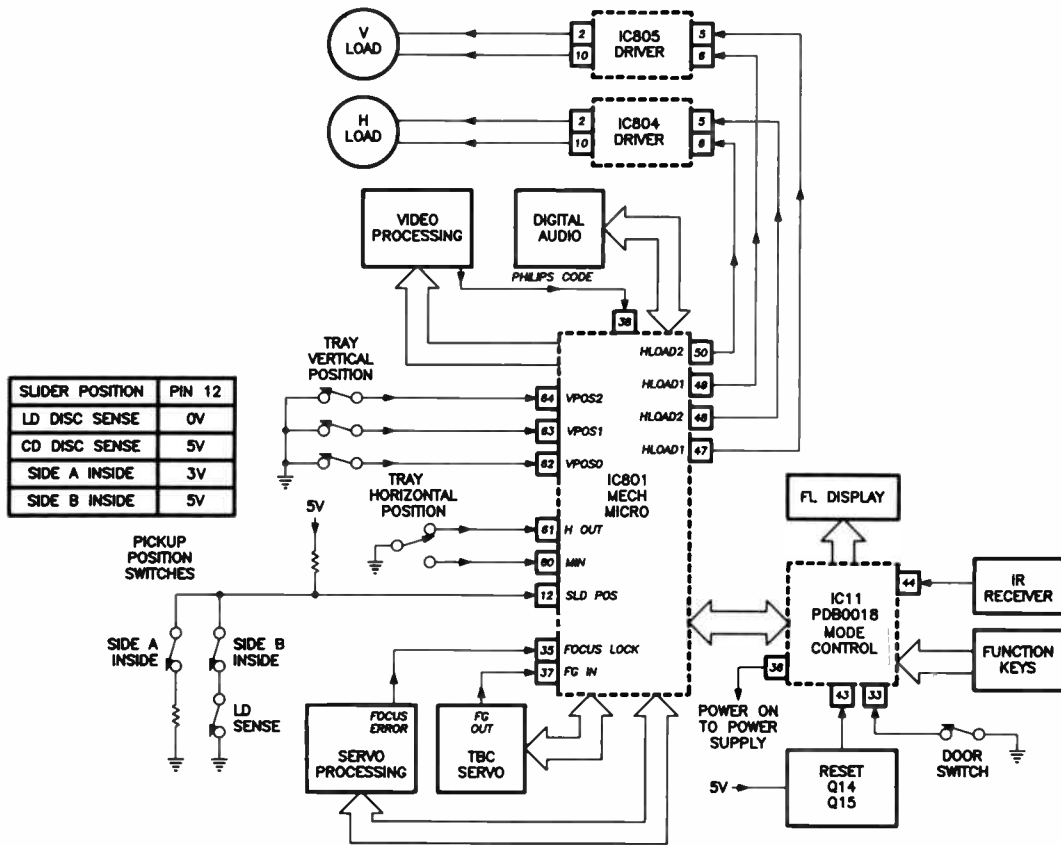 V
LOAD
2
10
IC805
DRIVER
3
6
H
LOAD
2
10
IC804
DRIVER
5
6
VIDEO
PROCESSING
DIGITAL
AUDIO
PHILIPS CODE
38
TRAY
VERTICAL
POSITION
HLOAD2
50
HLOAD1
49
HLOAD2
48
HLOAD1
47
64
VPOS2
63
VPOS1
62
VPOS0
SLIDER POSITION PIN 12
LD DISC SENSE 0V
CD DISC SENSE 5V
SIDE A INSIDE 3V
SIDE B INSIDE 5V
IC801
MECH
MICRO
TRAY
HORIZONTAL
POSITION
5V
61
H OUT
60
MIN
12
SLD POS
PICKUP
POSITION
SWITCHES
SIDE A
INSIDE
SIDE B
INSIDE
LD
SENSE
35
FOCUS LOCK
37
FG IN
FOCUS
ERROR
SERVO
PROCESSING
FG
OUT
TBC
SERVO
FL DISPLAY
IC11
PDB0018
MODE
CONTROL
44
IR
RECEIVER
FUNCTION
KEYS
36
43
33
POWER ON
TO POWER
SUPPLY
DOOR
SWITCH
5V
RESET
Q14
Q15